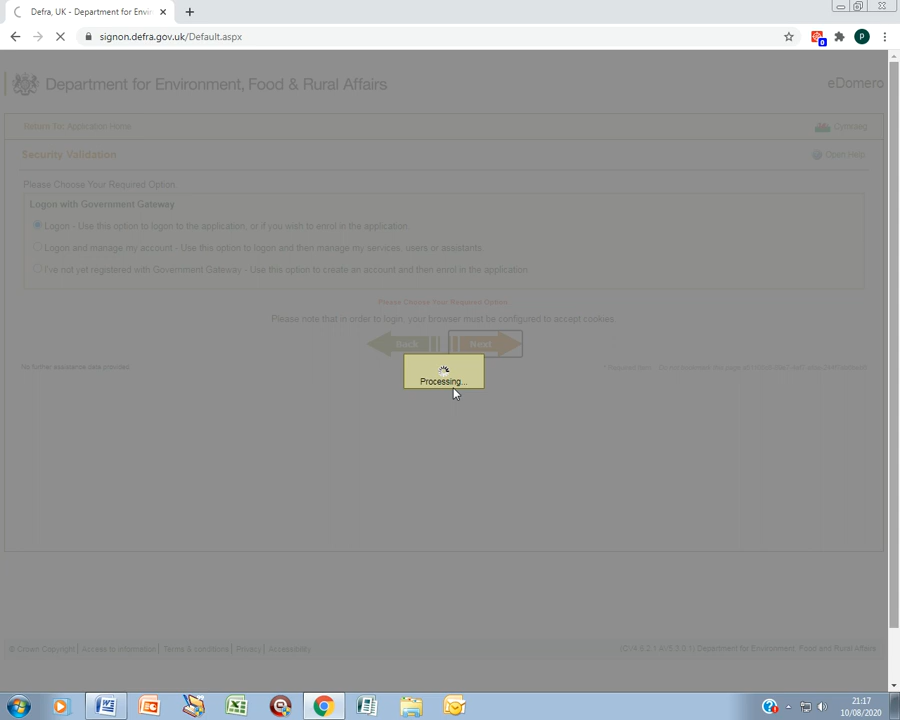 Defra, UK - Department for Envir
signon.defra.gov.uk/Default.aspx
0
P
Department for Environment, Food & Rural Affairs
eDomero
Return To: Application Home
Cymraeg
Security Validation
Open Help
Please Choose Your Required Option
Logon with Government Gateway
Logon - Use this option to logon to the application, or if you wish to enrol in the application
Logon and manage my account - Use this option to logon and then manage my services, users or assistants
I've not yet registered with Government Gateway - Use this option to create an account and then enrol in the application
Please Choose Your Required Option
Please note that in order to login, your browser must be configured to accept cookies.
Back
Next
Processing...
No further assistance data provided
© Crown Copyright | Access to information | Terms & conditions | Privacy | Accessibility
Department for Environment, Food and Rural Affairs
21:17
10/08/2020